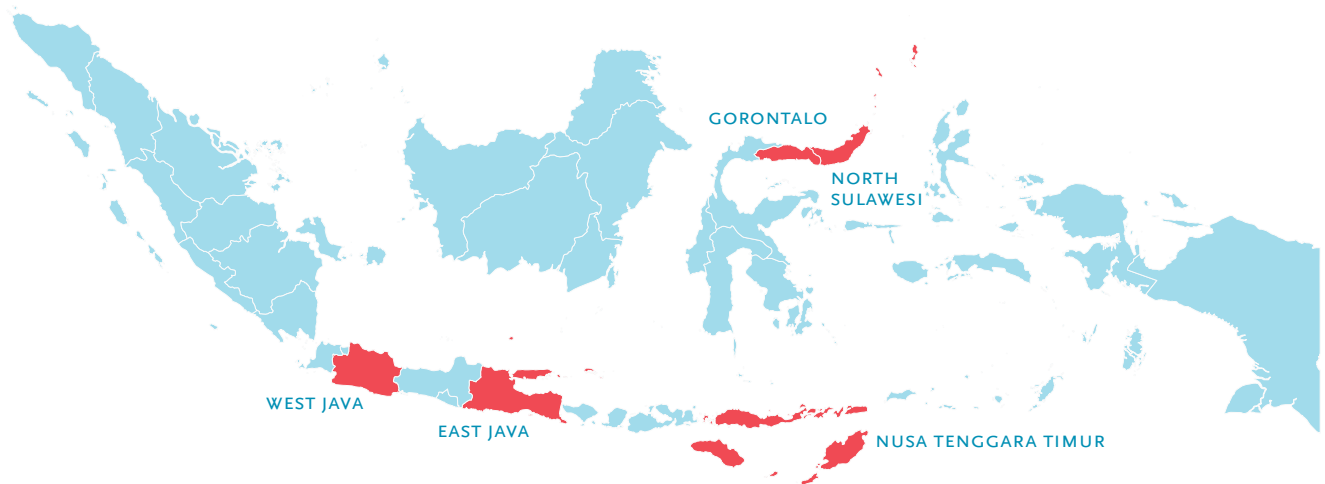 GORONTALO
NORTH
SULAWESI
WEST JAVA
EAST JAVA
NUSA TENGGARA TIMUR